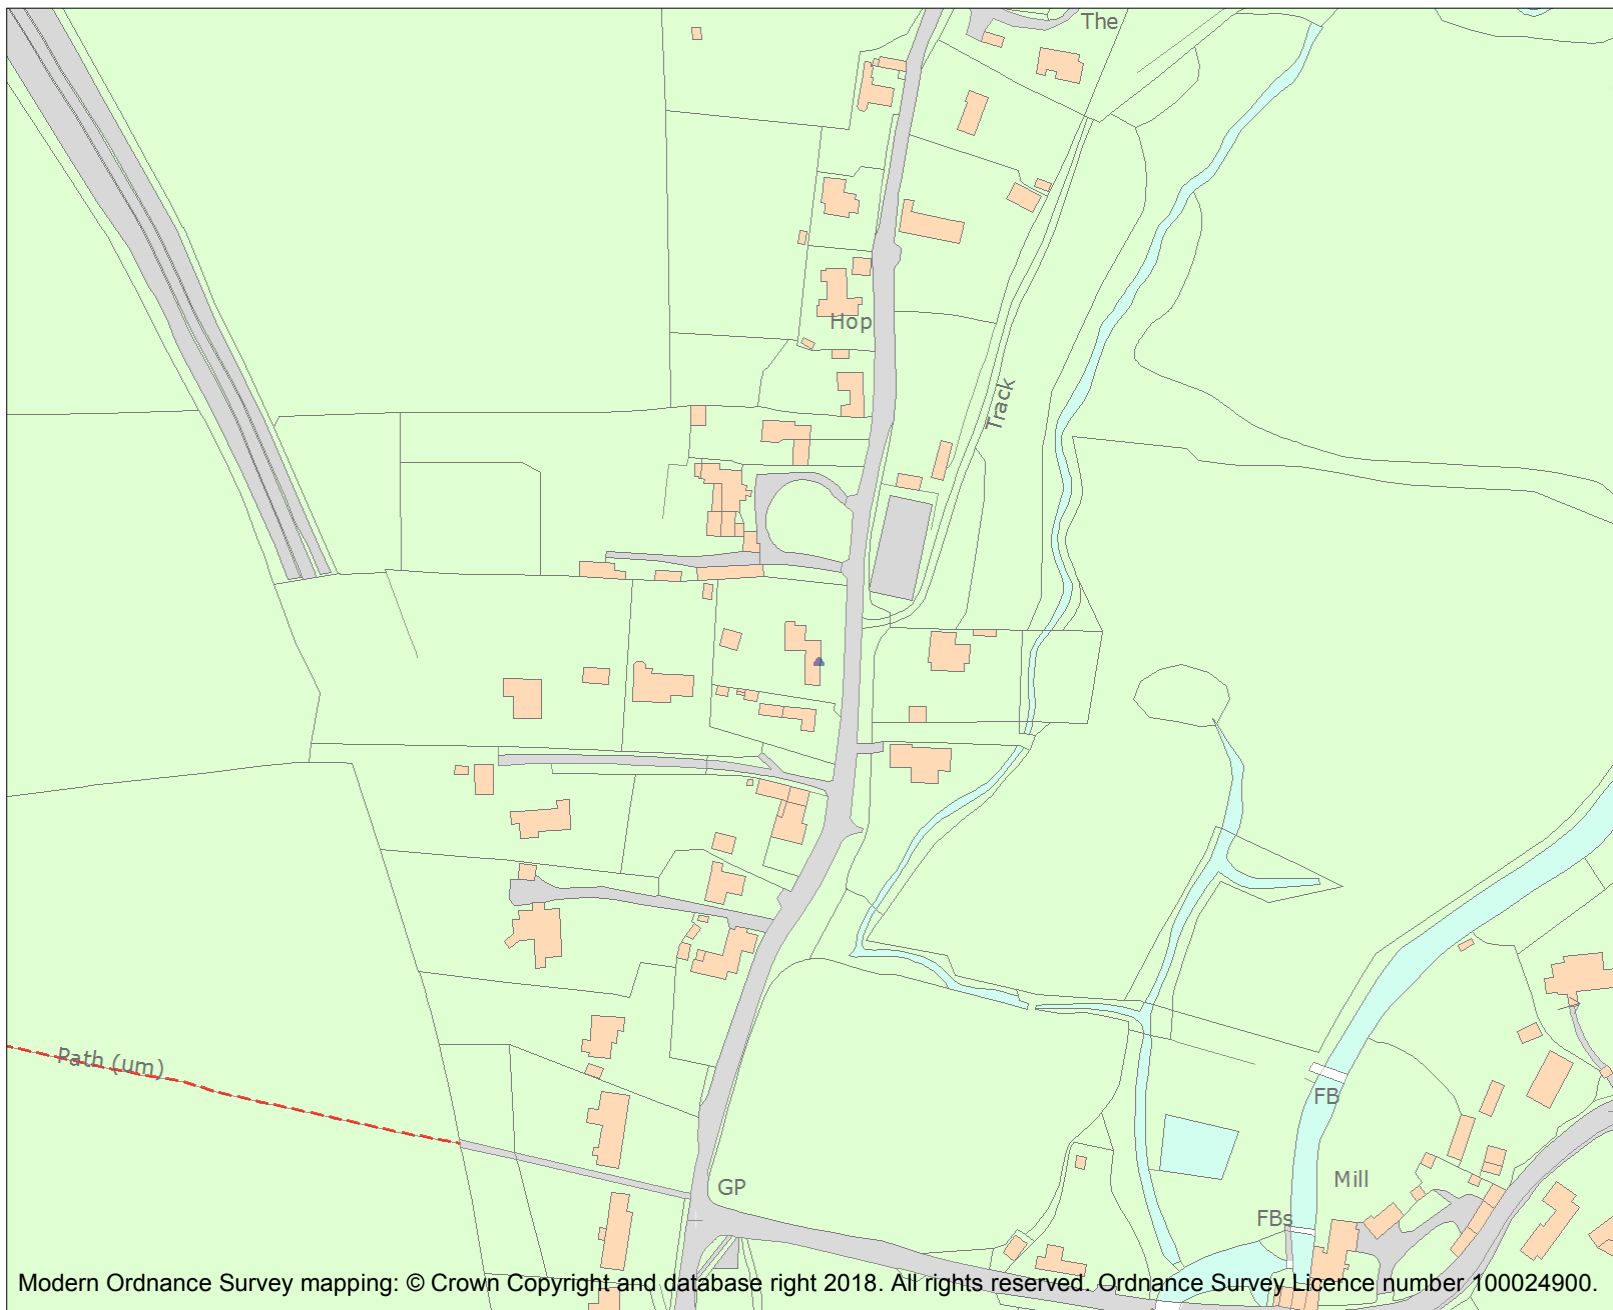 The
Hop
Track
Path (um)
FB
GP
Mill
FBs
Modern Ordnance Survey mapping: © Crown Copyright and database right 2018. All rights reserved. Ordnance Survey Licence number 100024900.